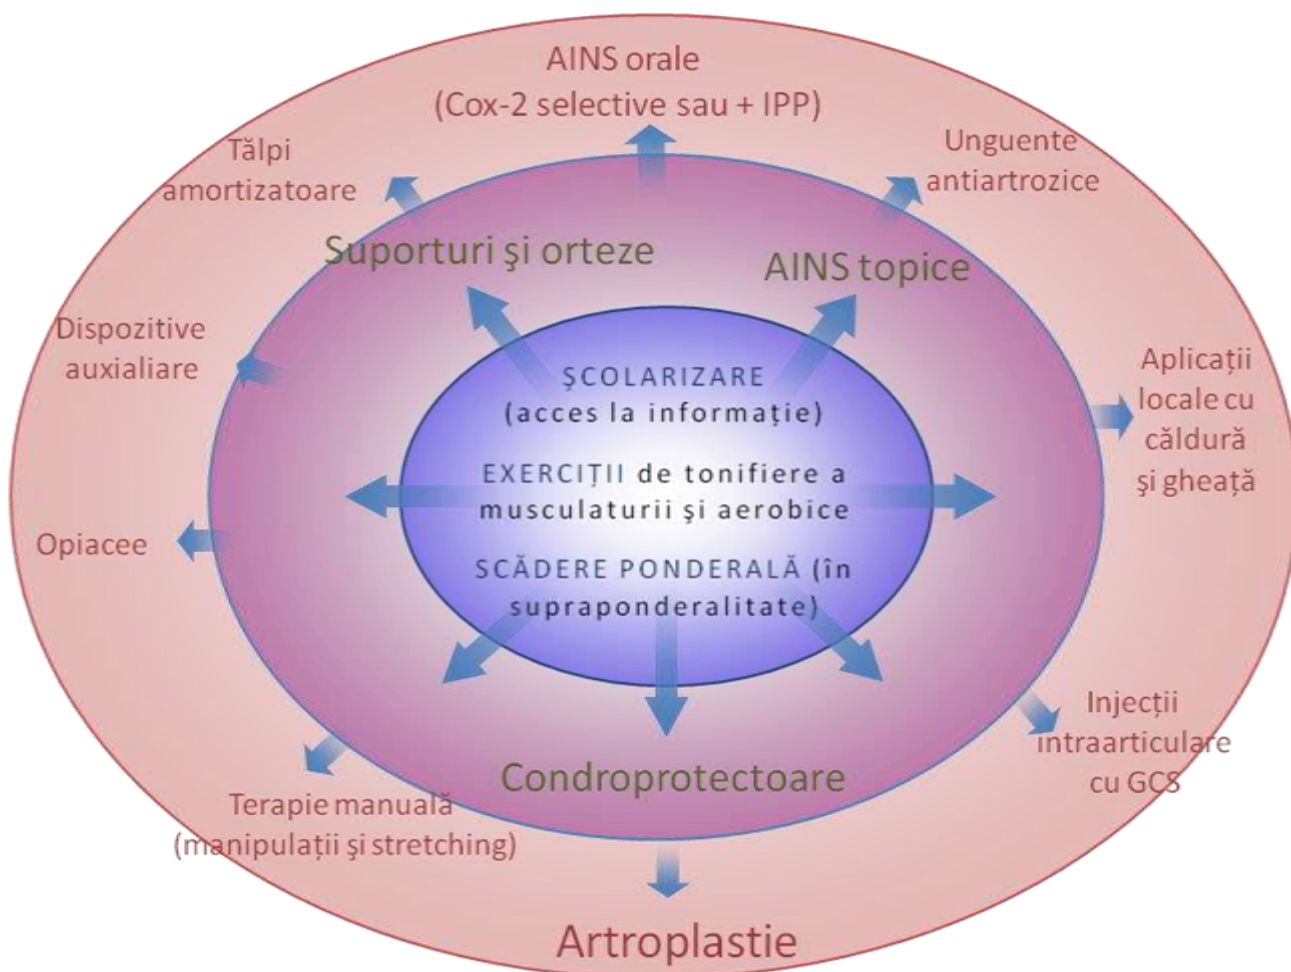 AINS orale
(Cox-2 selective sau + IPP)
Tălpi
amortizatoare
Unguente
antiartrozice
Suporturi şi orteze
AINS topice
Dispozitive
auxialiare
ŞCOLARIZARE
(acces la informație)
Aplicații
locale cu
căldură
şi gheață
EXERCIȚII de tonifiere a
musculaturii şi aerobice
Opiacee
SCĂDERE PONDERALĂ (în
supraponderalitate)
Injecții
intraarticulare
cu GCS
Condroprotectoare
Terapie manuală
(manipulații şi stretching)
Artroplastie